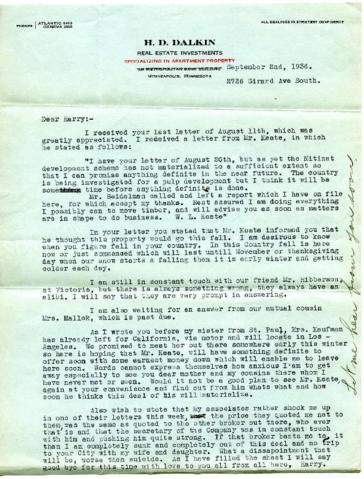 PHONES ATLANTIC
GENEVA
ALL DEALINGS IN STRICTEST CONFIDENCE
H. D. DALKIN
REAL ESTATE INVESTMENTS
SPECIALIZING IN APARTMENT PROPERTY
MINNEAPOLIS, MINNESOTA
September 2nd, 1936.
2726 Girard Ave South.
Dear Harry:-
I received your last letter of August 11th, which was
greatly appreciated. I received a letter from Mr. Keate, in which
he stated as follows:
"I have your letter of August 20th, but as yet the Nitinat
development scheme has not materialized to a sufficient extent so
that I can promise anything definite in the near future. The country
is being investigated for a pulp development but I think it will be
some time before anything definite is done.
Mr. Seidelman called and left a report which I have on file
here, for which accept my thanks. Rest assured I am doing everything
I possibly can to move timber, and will advise you as soon as matters
are in shape to do business. W. L. Keate"
In your letter you stated that Mr. Keate informed you that
he thought this property would go this fall. I am desirous to know
when you figure fall in your country. In this Country fall is here
now or just commenced which will last until November or thanksgiving
day when our snow starts a falling then it is early winter and getting
colder each day.
I am still in constant touch with our friend Mr. Hibberson,
at Victoria, but there is always something wrong, they always have an
alibi. I will say that they are very prompt in answering.
I am also waiting for an answer from our mutual cousin
Mrs. Mallek, which is past due.
As I wrote you before my sister from St. Paul, Mrs. Kaufman
has already left for California, via motor and will locate in Los -
Angeles. We promised to meet her out there somewhere early this winter
so here is hoping that Mr. Keate, will have something definite to
offer soon with some earnest money down which will enable me to leave
here soon. Words cannot express themselves how anxious I am to get
away especially to see you dear mother and my cousins there whom I
have never met or seen. Would it not be a good plan to see Mr. Keate,
again at your convenience and find out from him whats what and how
soon he thinks this deal of his will materialize.
Also wish to state that my associates rather shook me up
in one of their letters this week, the price they quoted me net to
them was the same as quoted to the other broker out there, who over
that is and that the secretary of the Company was in constant touch
with him and pushing him quite strong. If that broker beats me to it
than I am completely sunk and completely out of this deal and no trip
to your City with my wife and daughter. What a disappointment that
will be, worse than suicide. As I have filled the sheet I will say
good bye for this time with love to you all from all here, Harry.